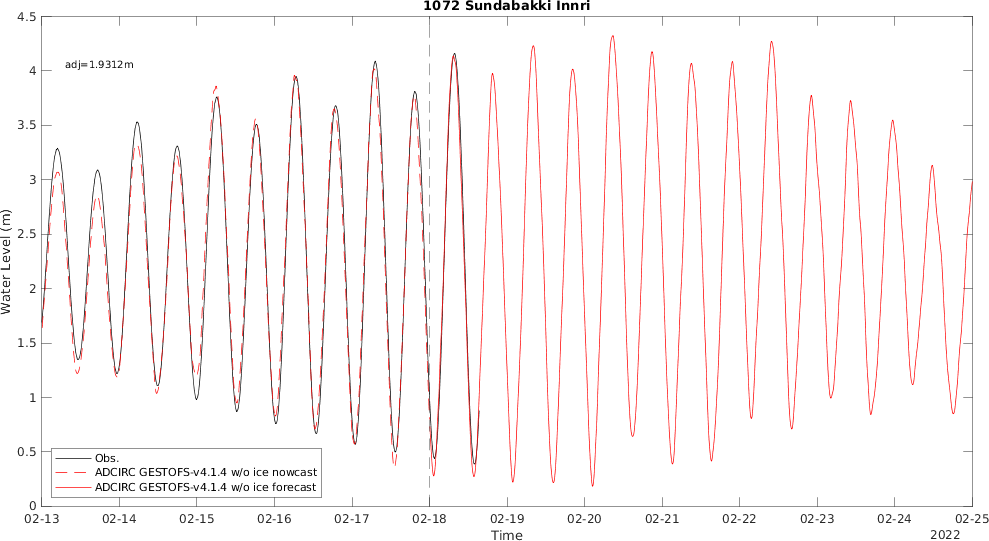 1072 Sundabakki Innri
4.5
4
3.5
3
2.5
2
1.5
1
0.5
0
Water Level (m)
adj=1.9312m
Obs.
ADCIRC GESTOFS-v4.1.4 w/o ice nowcast
ADCIRC GESTOFS-v4.1.4 w/o ice forecast
02-13 02-14 02-15 02-16 02-17 02-18 02-19 02-20 02-21 02-22 02-23 02-24 02-25
Time
2022